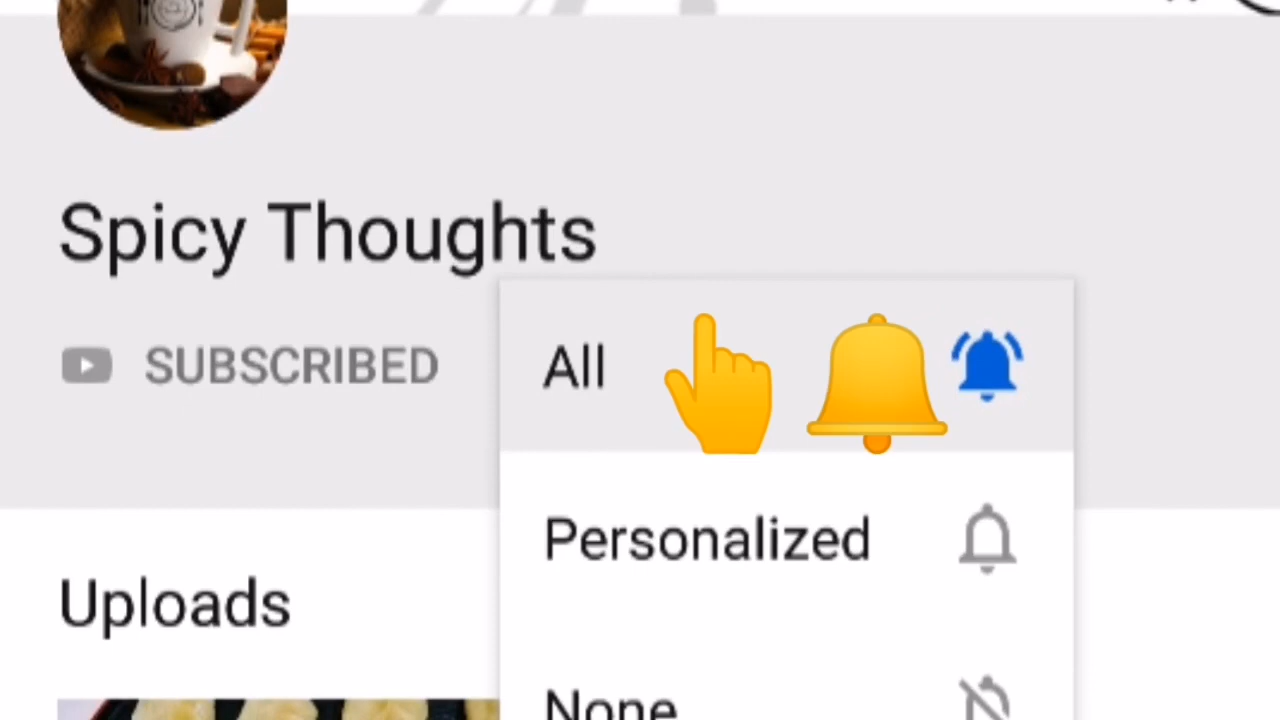 Spicy Thoughts
SUBSCRIBED
All
Personalized
Uploads
None